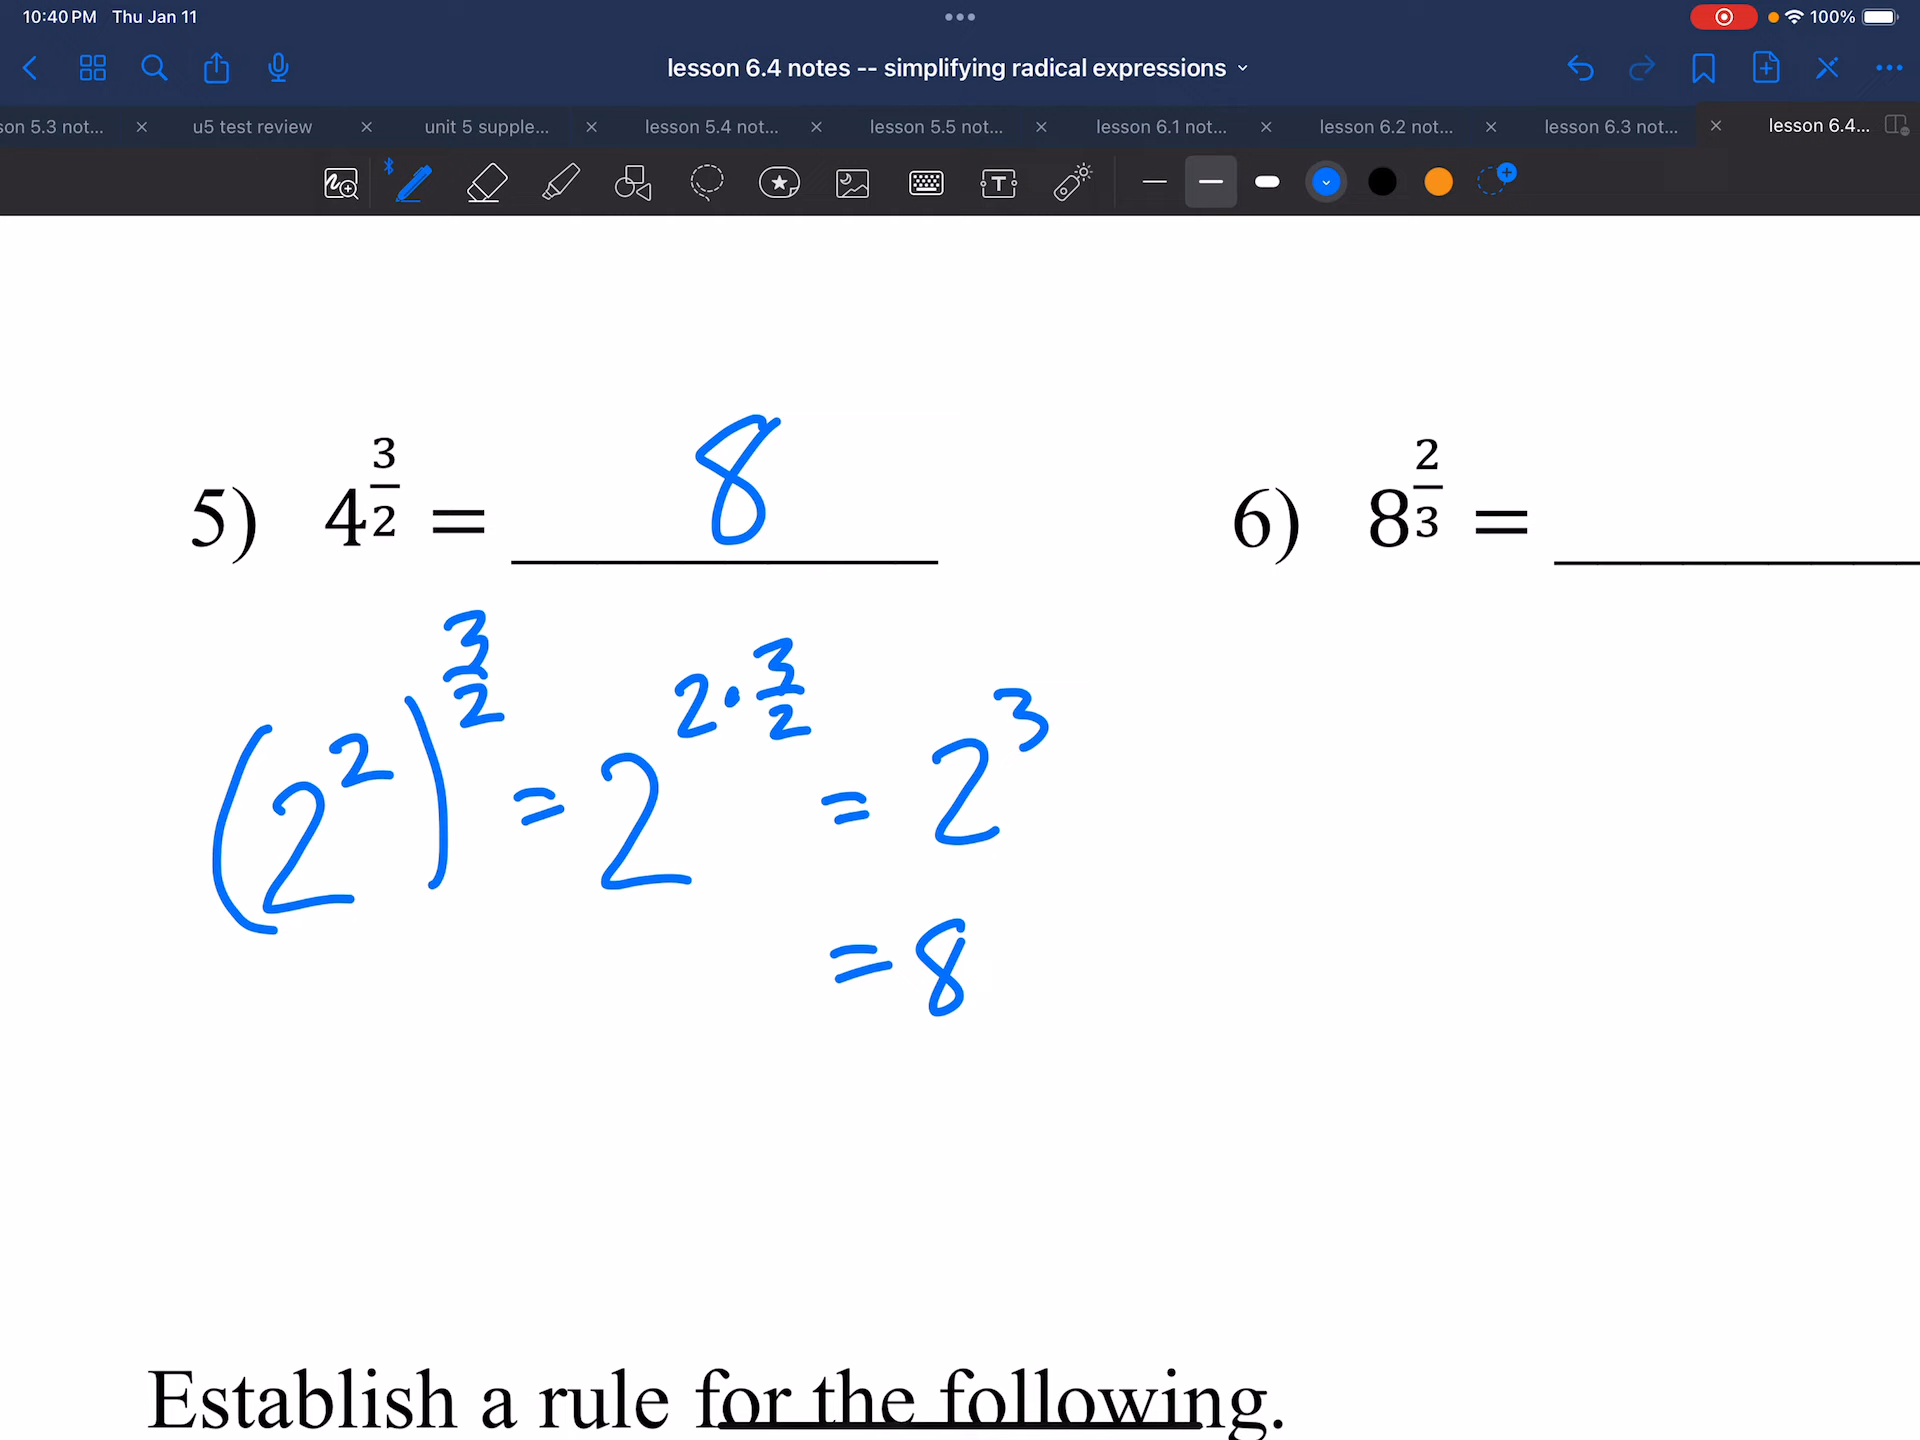 10:40 PM Thu Jan 11 100%
lesson 6.4 notes -- simplifying radical expressions
son 5.3 not... u5 test review unit 5 supple... lesson 5.4 not... lesson 5.5 not... lesson 6.1 not... lesson 6.2 not... lesson 6.3 not... lesson 6.4...
5) 4^(3/2) = 8
6) 8^(2/3) = ____
(2^2)^(3/2) = 2^(2·3/2) = 2^3
= 8
Establish a rule for the following.